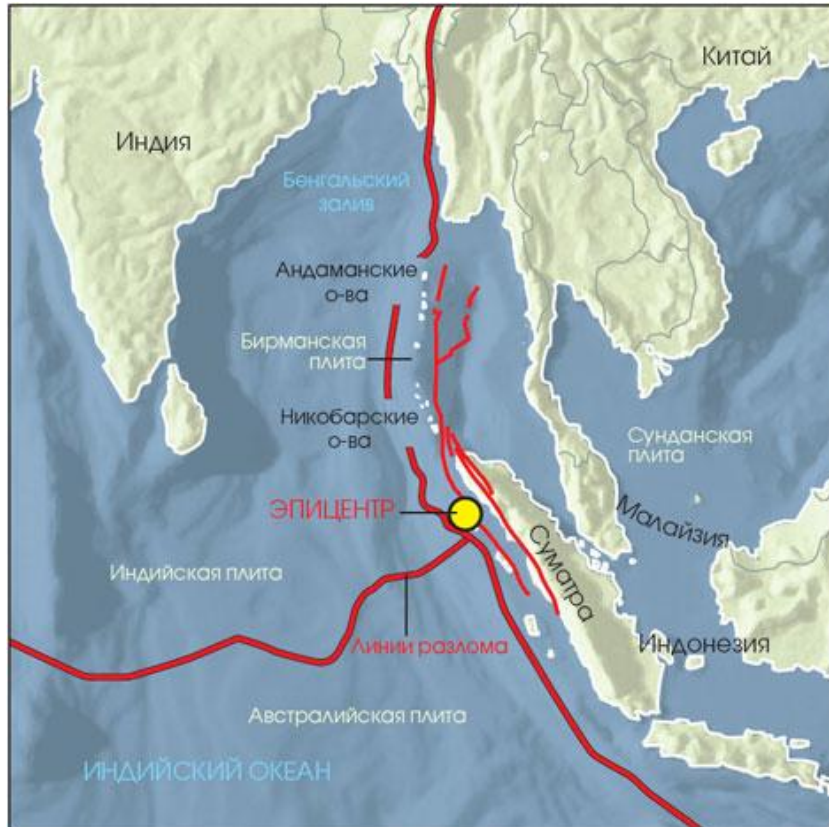 Китай
Индия
Бенгальский
залив
Андаманские
о-ва
Бирманская
плита
Никобарские
о-ва
Сунданская
плита
ЭПИЦЕНТР
Малайзия
Суматра
Индийская плита
Линии разлома
Индонезия
Австралийская плита
ИНДИЙСКИЙ ОКЕАН